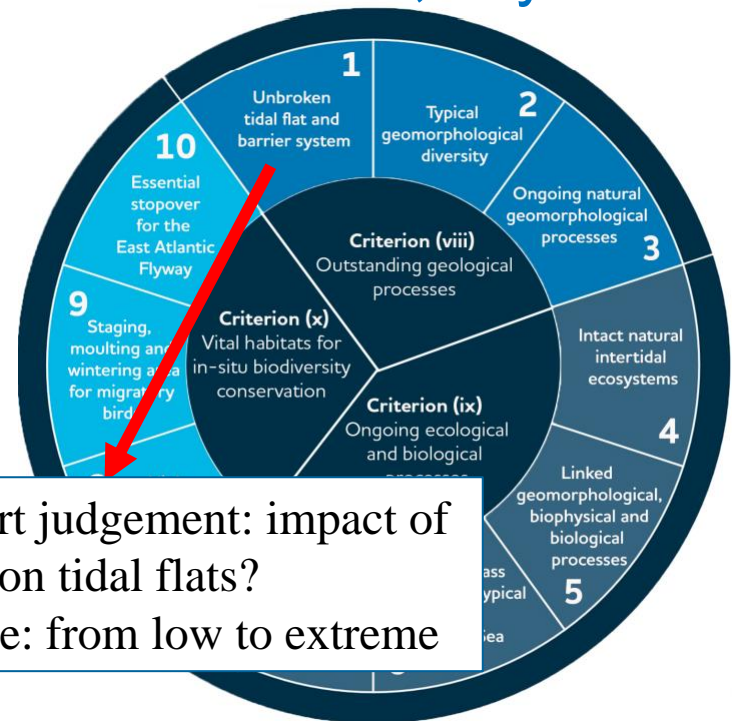 1
Unbroken
tidal flat and
barrier system
2
Typical
geomorphological
diversity
Ongoing natural
geomorphological
processes
3
Intact natural
intertidal
ecosystems
4
Linked
geomorphological,
biophysical and
biological
processes
5
9
Staging,
moulting and
wintering
for migratory
10
Essential
stopover
for the
East Atlantic
Flyway
Criterion (viii)
Outstanding geological
processes
Criterion (x)
Vital habitats for
in-situ biodiversity
conservation
Criterion (ix)
Ongoing ecological
and biological
judgement: impact of
on tidal flats?
from low to extreme